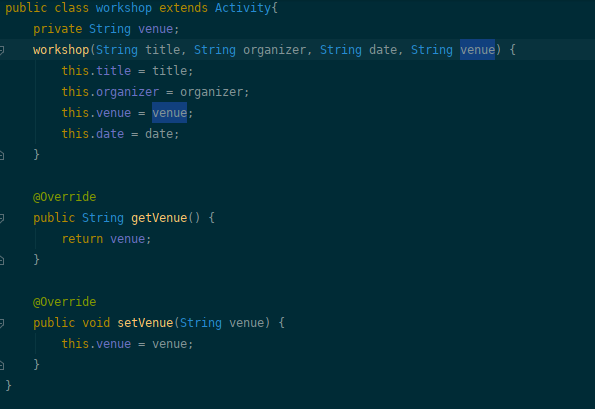 public class workshop extends Activity{
    private String venue;
    workshop(String title, String organizer, String date, String venue) {
        this.title = title;
        this.organizer = organizer;
        this.venue = venue;
        this.date = date;
    }

    @Override
    public String getVenue() {
        return venue;
    }

    @Override
    public void setVenue(String venue) {
        this.venue = venue;
    }
}